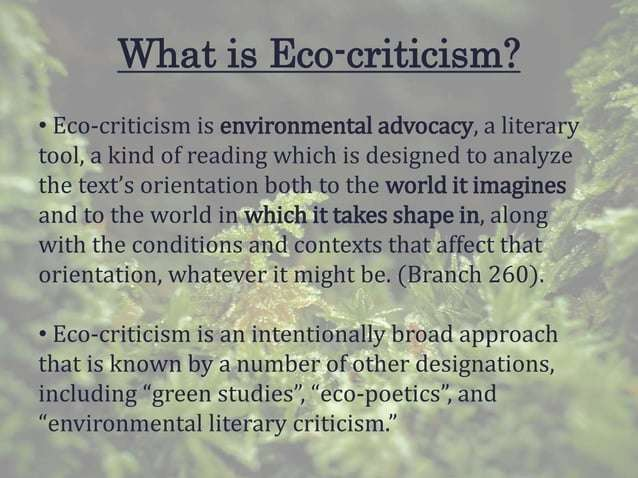 What is Eco-criticism?
• Eco-criticism is environmental advocacy, a literary
tool, a kind of reading which is designed to analyze
the text’s orientation both to the world it imagines
and to the world in which it takes shape in, along
with the conditions and contexts that affect that
orientation, whatever it might be. (Branch 260).
• Eco-criticism is an intentionally broad approach
that is known by a number of other designations,
including “green studies”, “eco-poetics”, and
“environmental literary criticism.”